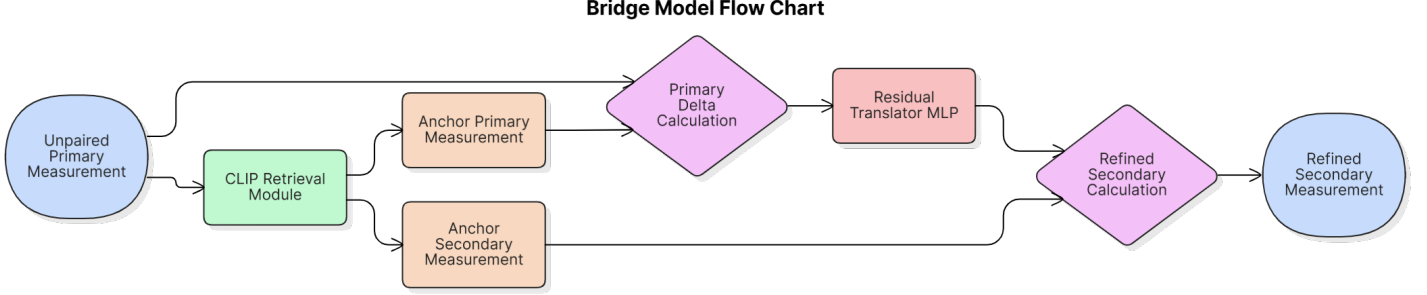 Bridge Model Flow Chart
Unpaired
Primary
Measurement
CLIP Retrieval
Module
Anchor Primary
Measurement
Anchor
Secondary
Measurement
Primary
Delta
Calculation
Residual
Translator MLP
Refined
Secondary
Calculation
Refined
Secondary
Measurement